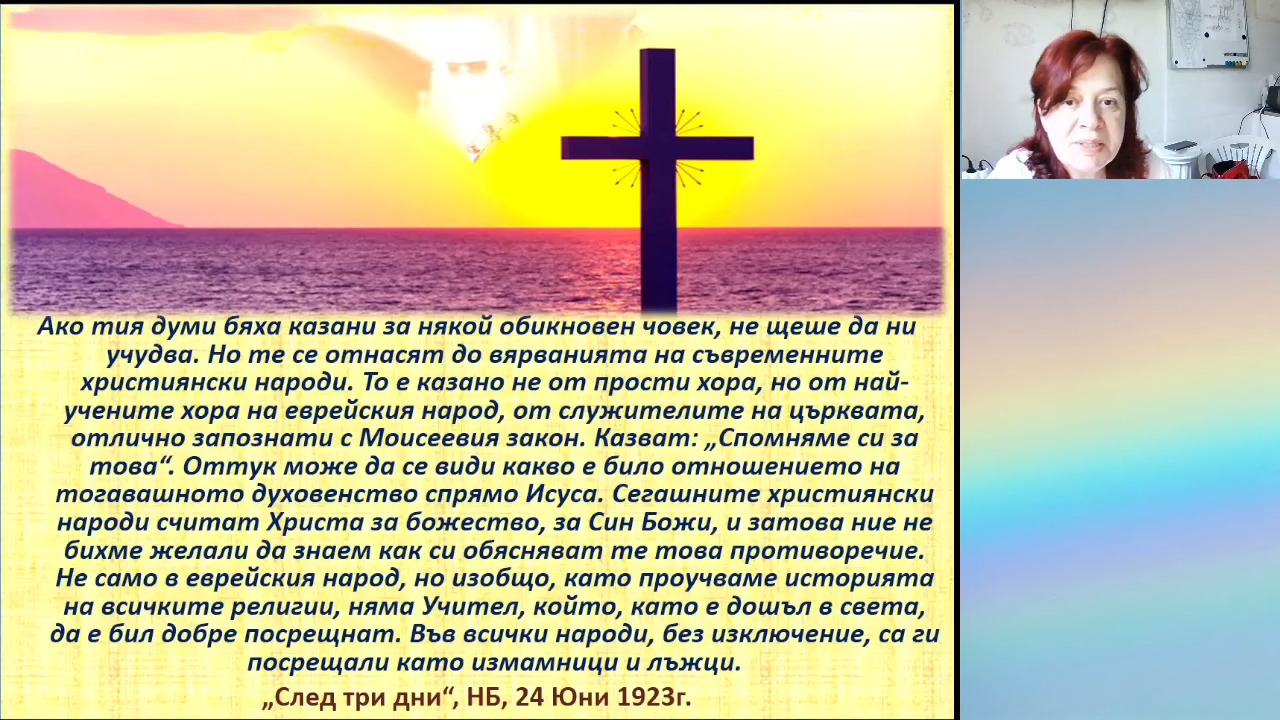 Ако тия думи бяха казани за някой обикновен човек, не щеше да ни
учудва. Но те се отнасят до вярванията на съвременните
християнски народи. То е казано не от прости хора, но от най-
учените хора на еврейския народ, от служителите на църквата,
отлично запознати с Моисеевия закон. Казват: „Спомняме си за
това“. Оттук може да се види какво е било отношението на
тогавашното духовенство спрямо Исуса. Сегашните християнски
народи считат Христа за божество, за Син Божи, и затова ние не
бихме желали да знаем как си обясняват те това противоречие.
Не само в еврейския народ, но изобщо, като проучваме историята
на всичките религии, няма Учител, който, като е дошъл в света,
да е бил добре посрещнат. Във всички народи, без изключение, са ги
посрещали като измамници и лъжци.
„След три дни“, НБ, 24 Юни 1923г.